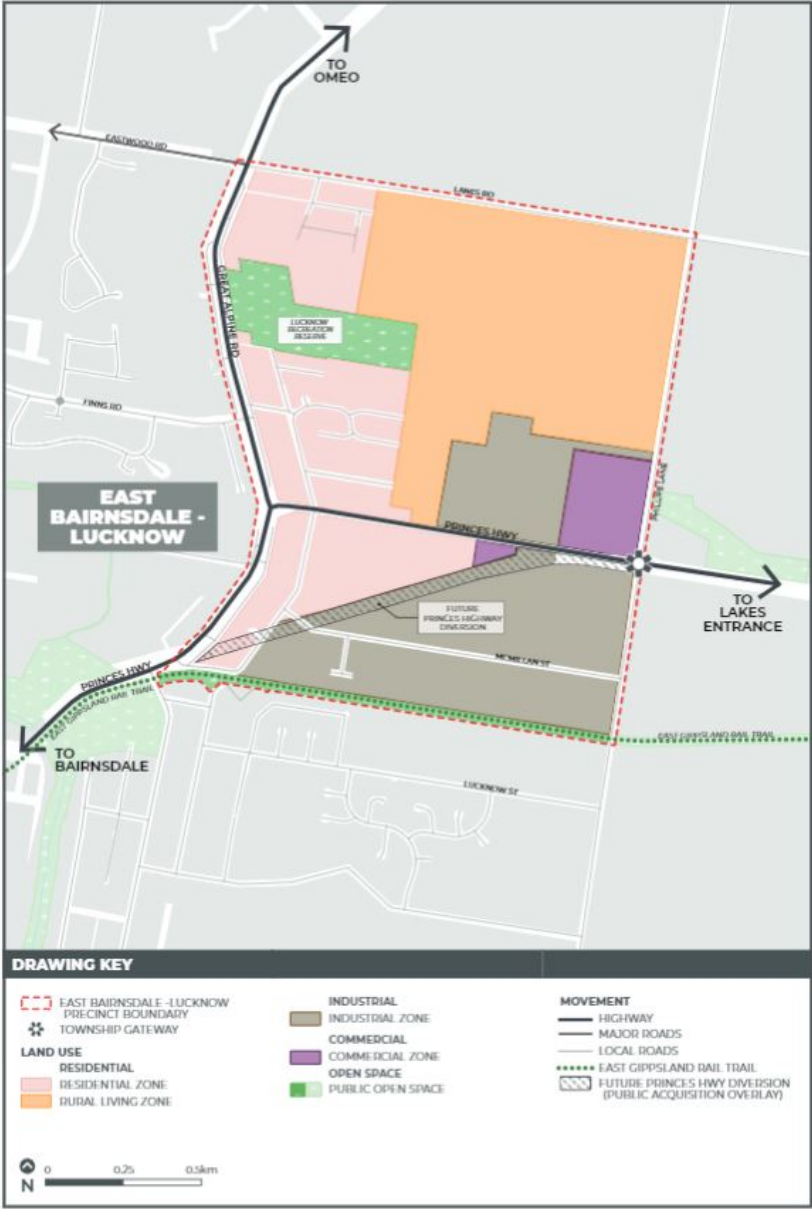 TO
OMEO
EASTWOOD RD
LANES RD
GREAT ALPINE RD
LUCKNOW
RECREATION
RESERVE
FINNS RD
EAST
BAIRNSDALE -
LUCKNOW
PHILLIPS LANE
PRINCES HWY
TO
LAKES
ENTRANCE
FUTURE
PRINCES HIGHWAY
DIVERSION
MCMILLAN ST
PRINCES HWY
EAST GIPPSLAND RAIL TRAIL
EAST GIPPSLAND RAIL TRAIL
TO
BAIRNSDALE
LUCKNOW ST
DRAWING KEY
EAST BAIRNSDALE -LUCKNOW
PRECINCT BOUNDARY
TOWNSHIP GATEWAY
LAND USE
RESIDENTIAL
RESIDENTIAL ZONE
RURAL LIVING ZONE
INDUSTRIAL
INDUSTRIAL ZONE
COMMERCIAL
COMMERCIAL ZONE
OPEN SPACE
PUBLIC OPEN SPACE
MOVEMENT
HIGHWAY
MAJOR ROADS
LOCAL ROADS
EAST GIPPSLAND RAIL TRAIL
FUTURE PRINCES HWY DIVERSION
(PUBLIC ACQUISITION OVERLAY)
N
0 0.25 0.5km